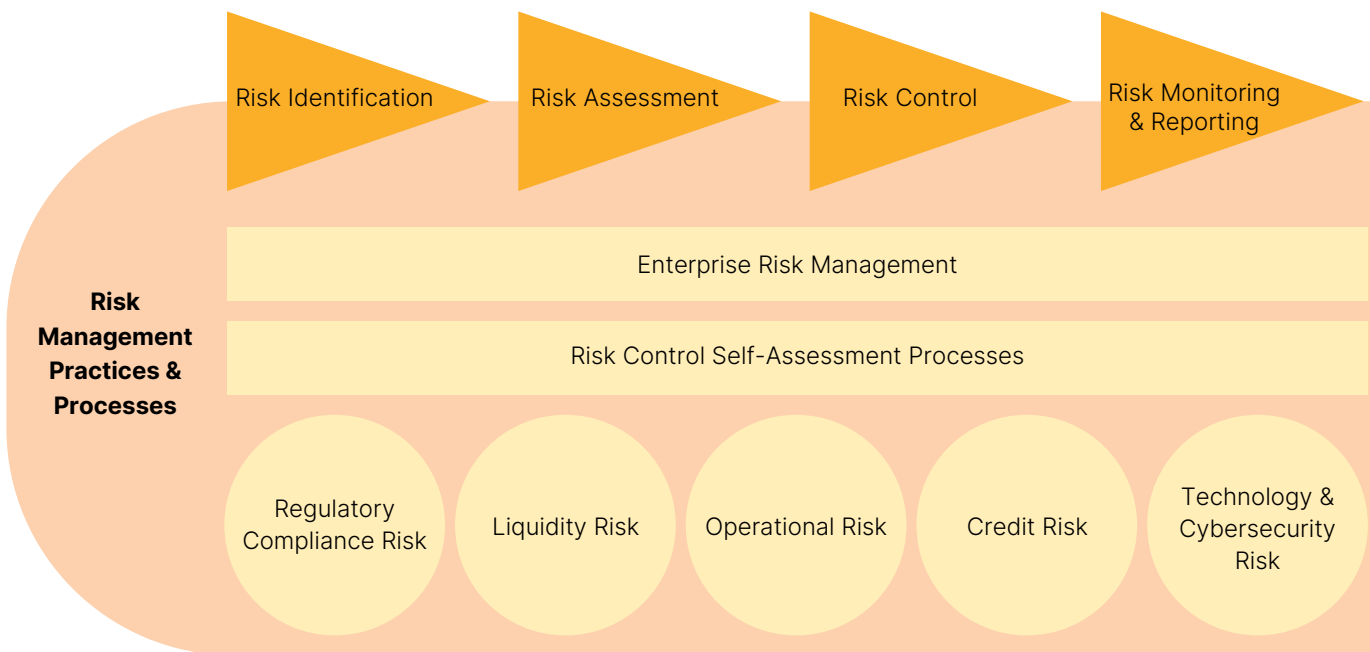 Risk Identification
Risk Assessment
Risk Control
Risk Monitoring
& Reporting
Enterprise Risk Management
Risk
Management
Practices &
Processes
Risk Control Self-Assessment Processes
Regulatory
Compliance Risk
Liquidity Risk
Operational Risk
Credit Risk
Technology &
Cybersecurity
Risk